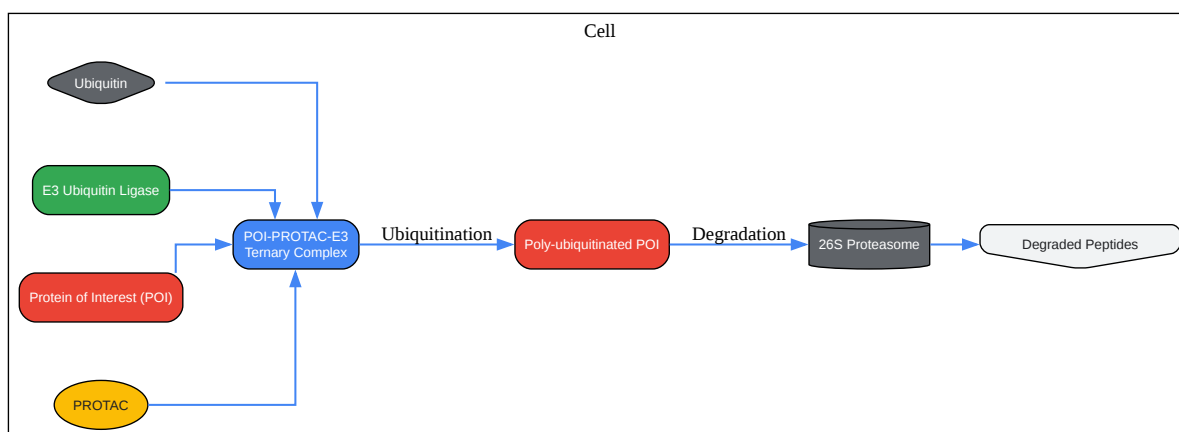 Cell
Ubiquitin
E3 Ubiquitin Ligase
POI-PROTAC-E3
Ternary Complex
Ubiquitination
Poly-ubiquitinated POI
Degradation
26S Proteasome
Degraded Peptides
Protein of Interest (POI)
PROTAC